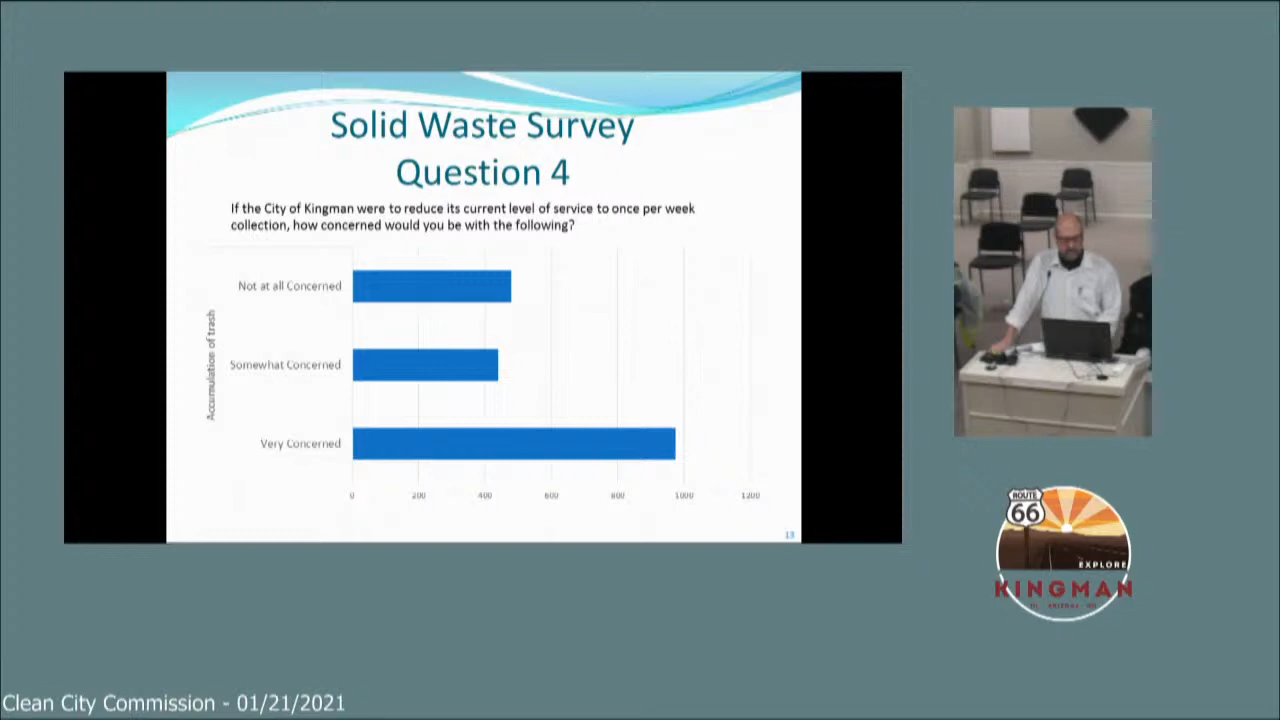 Solid Waste Survey
Question 4
If the City of Kingman were to reduce its current level of service to once per week
collection, how concerned would you be with the following?
Accumulation of trash
Not at all Concerned
Somewhat Concerned
Very Concerned
0 200 400 600 800 1000 1200
13
ROUTE
66
EXPLORE
KINGMAN
Clean City Commission - 01/21/2021